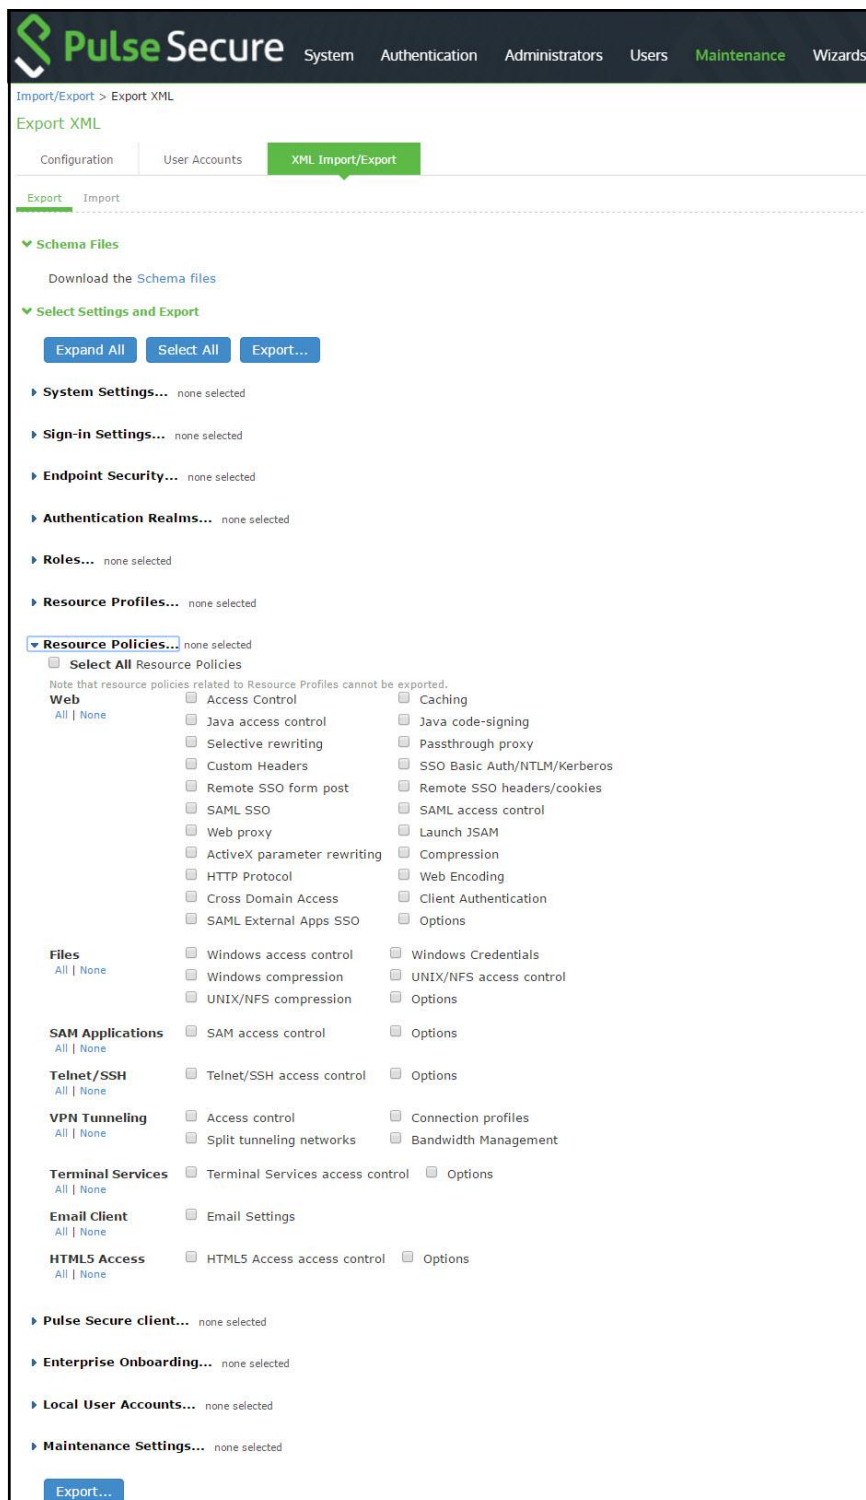 Pulse Secure System Authentication Administrators Users Maintenance Wizards
Import/Export > Export XML
Export XML
Configuration User Accounts XML Import/Export
Export Import
Schema Files
Download the Schema files
Select Settings and Export
Expand All Select All Export...
System Settings... none selected
Sign-in Settings... none selected
Endpoint Security... none selected
Authentication Realms... none selected
Roles... none selected
Resource Profiles... none selected
Resource Policies... none selected
Select All Resource Policies
Note that resource policies related to Resource Profiles cannot be exported.
Web Access Control Caching
All | None
Java access control Java code-signing
Selective rewriting Passthrough proxy
Custom Headers SSO Basic Auth/NTLM/Kerberos
Remote SSO form post Remote SSO headers/cookies
SAML SSO SAML access control
Web proxy Launch JSAM
ActiveX parameter rewriting Compression
HTTP Protocol Web Encoding
Cross Domain Access Client Authentication
SAML External Apps SSO Options
Files Windows access control Windows Credentials
All | None
Windows compression UNIX/NFS access control
UNIX/NFS compression Options
SAM Applications SAM access control Options
All | None
Telnet/SSH Telnet/SSH access control Options
All | None
VPN Tunneling Access control Connection profiles
All | None
Split tunneling networks Bandwidth Management
Terminal Services Terminal Services access control Options
All | None
Email Client Email Settings
All | None
HTML5 Access HTML5 Access access control Options
All | None
Pulse Secure client... none selected
Enterprise Onboarding... none selected
Local User Accounts... none selected
Maintenance Settings... none selected
Export...